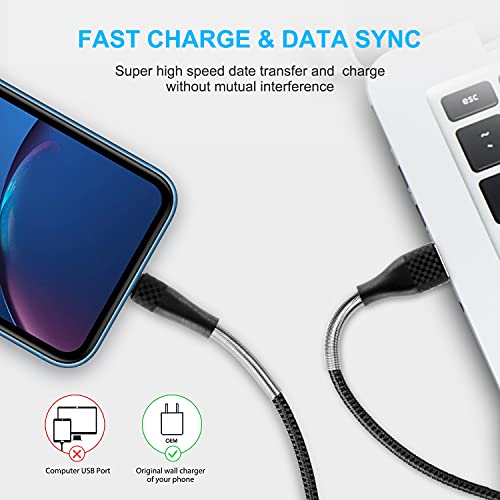 FAST CHARGE & DATA SYNC
Super high speed date transfer and charge
without mutual interference
esc
OEM
Computer USB Port
Original wall charger
of your phone